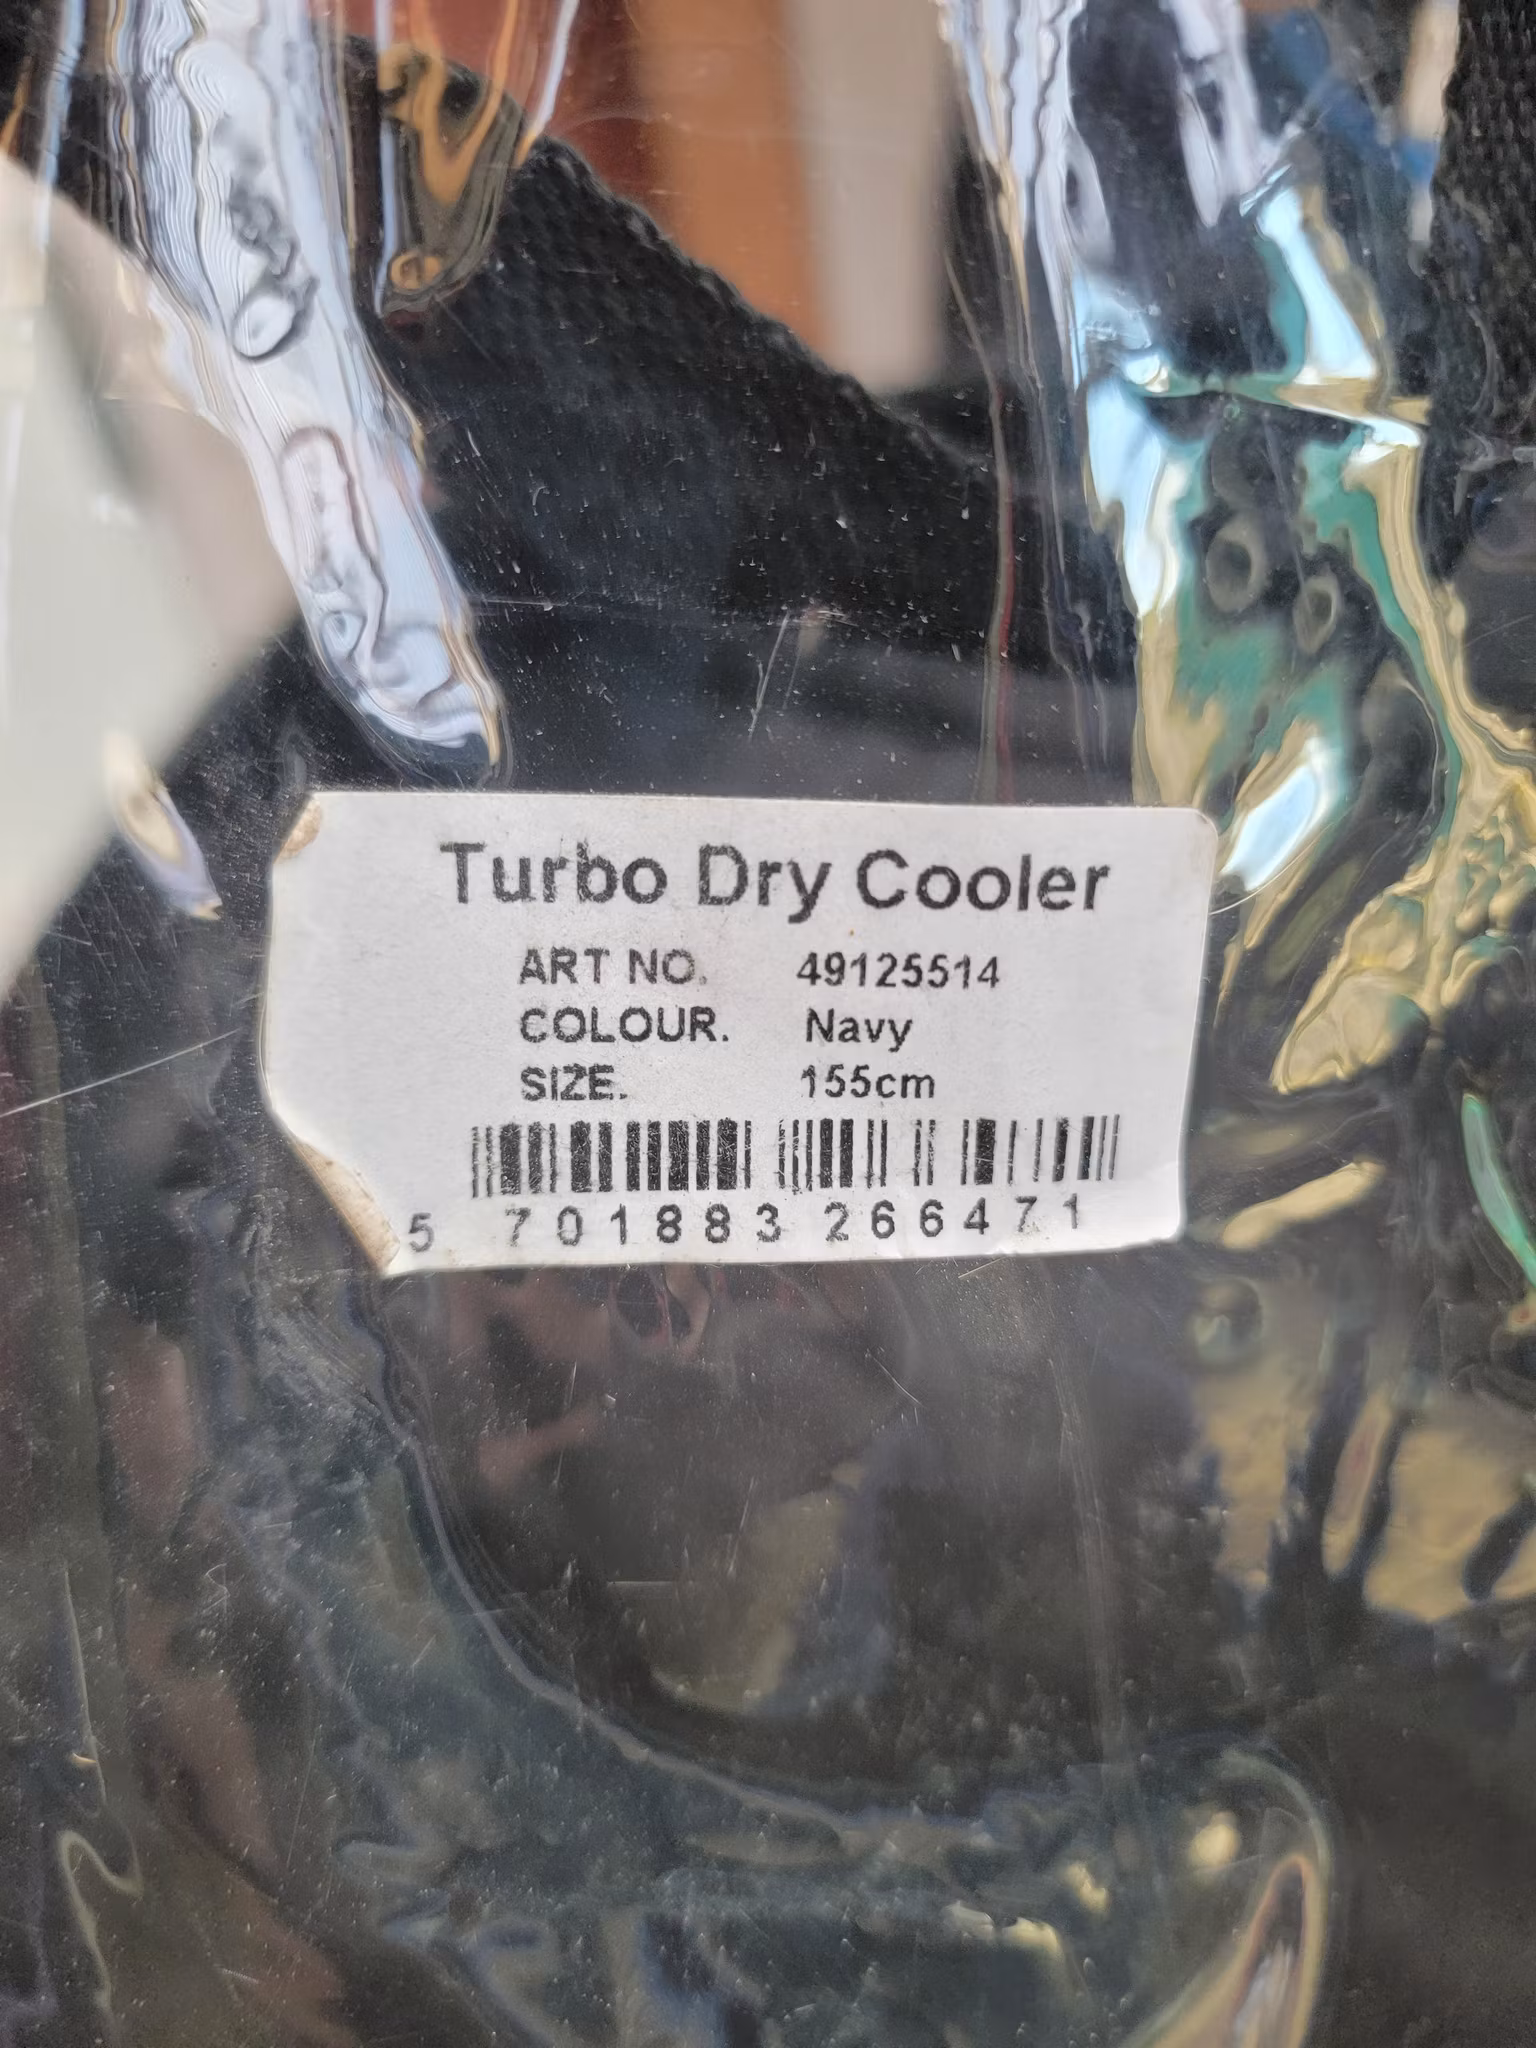 Turbo Dry Cooler
ART NO. 49125514
COLOUR. Navy
SIZE. 155cm
5 701883 266471